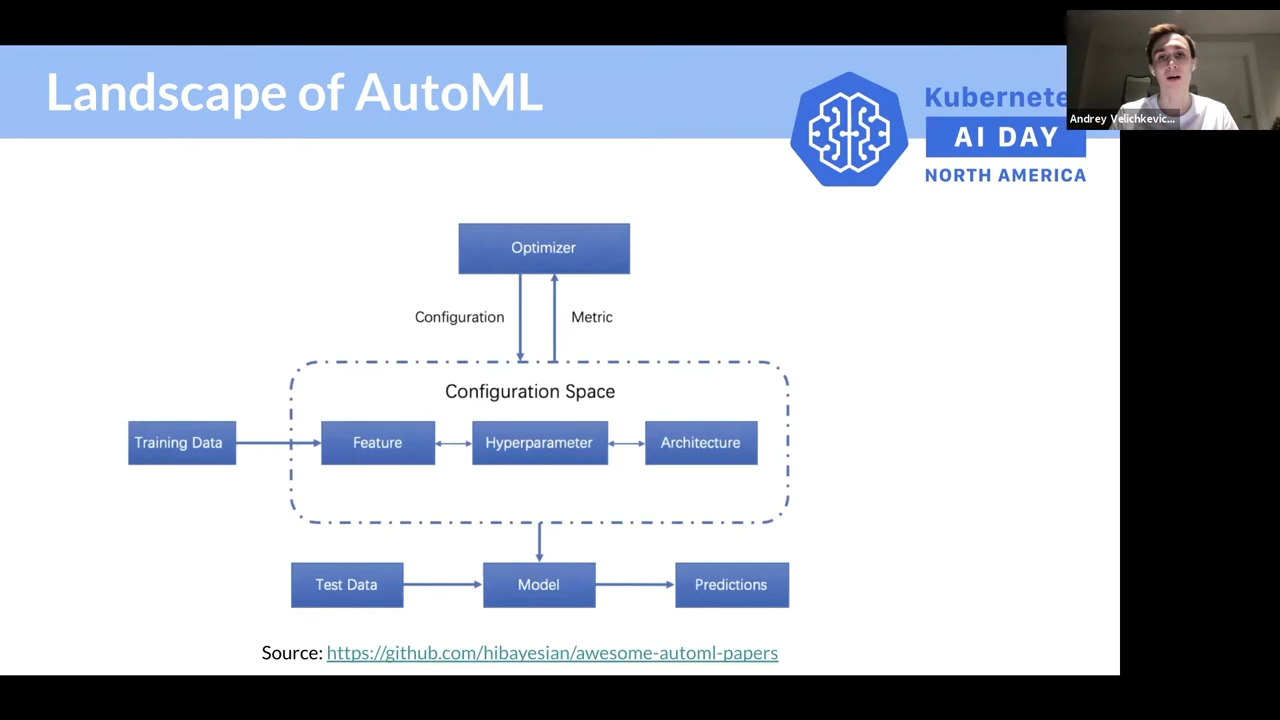 Landscape of AutoML
Kubernete
AI DAY
NORTH AMERICA
Andrey Velichkevic...
Optimizer
Configuration
Metric
Configuration Space
Training Data
Feature
Hyperparameter
Architecture
Test Data
Model
Predictions
Source: https://github.com/hibayesian/awesome-automl-papers